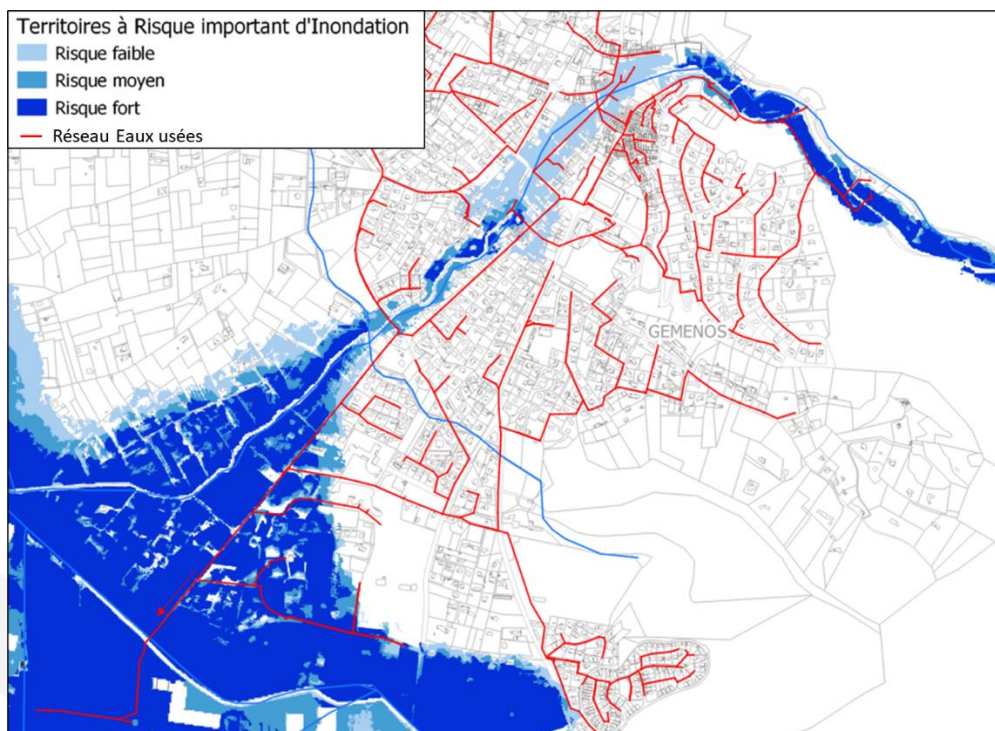 Territoires à Risque important d'Inondation
Risque faible
Risque moyen
Risque fort
Réseau Eaux usées
GEMENOS